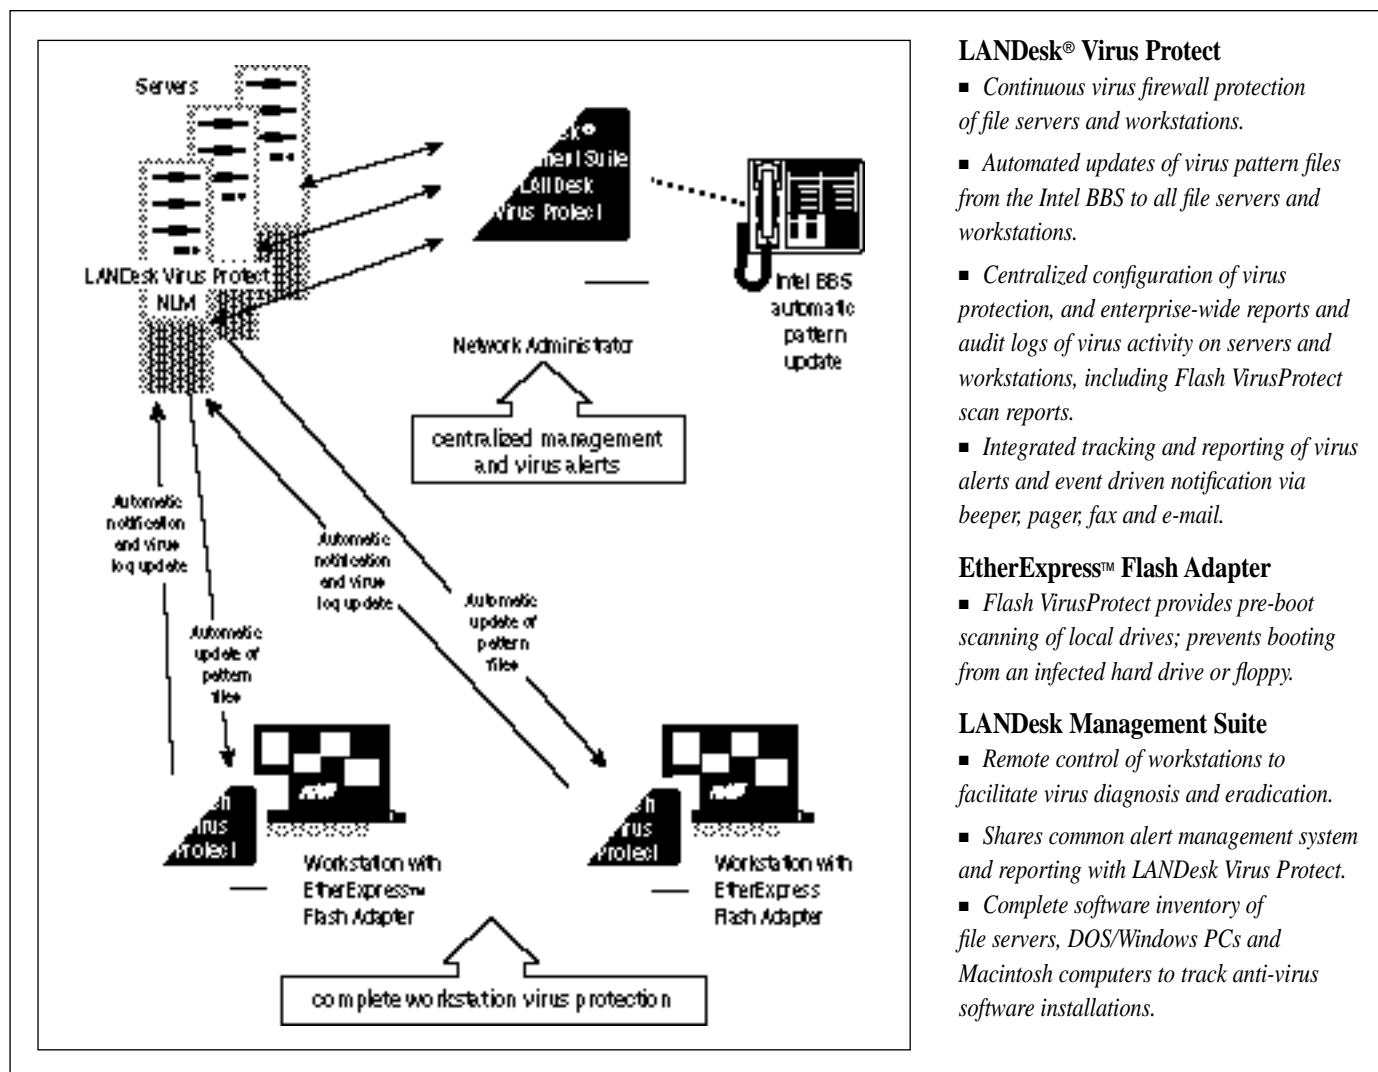 Servers
LANDesk Virus Protect
NLM
LAN Desk
Virus Protect
Intel BBS
automatic
pattern
update
Network Administrator
centralized management
and virus alerts
Automatic
notification
and virus
log update
Automatic
update of
pattern
files
Automatic
notification
and virus
log update
Automatic
update of
pattern
files
Virus
Protect
Workstation with
EtherExpress™
Flash Adapter
Virus
Protect
Workstation with
EtherExpress
Flash Adapter
complete workstation virus protection
LANDesk® Virus Protect
■ Continuous virus firewall protection
of file servers and workstations.
■ Automated updates of virus pattern files
from the Intel BBS to all file servers and
workstations.
■ Centralized configuration of virus
protection, and enterprise-wide reports and
audit logs of virus activity on servers and
workstations, including Flash VirusProtect
scan reports.
■ Integrated tracking and reporting of virus
alerts and event driven notification via
beeper, pager, fax and e-mail.
EtherExpress™ Flash Adapter
■ Flash VirusProtect provides pre-boot
scanning of local drives; prevents booting
from an infected hard drive or floppy.
LANDesk Management Suite
■ Remote control of workstations to
facilitate virus diagnosis and eradication.
■ Shares common alert management system
and reporting with LANDesk Virus Protect.
■ Complete software inventory of
file servers, DOS/Windows PCs and
Macintosh computers to track anti-virus
software installations.